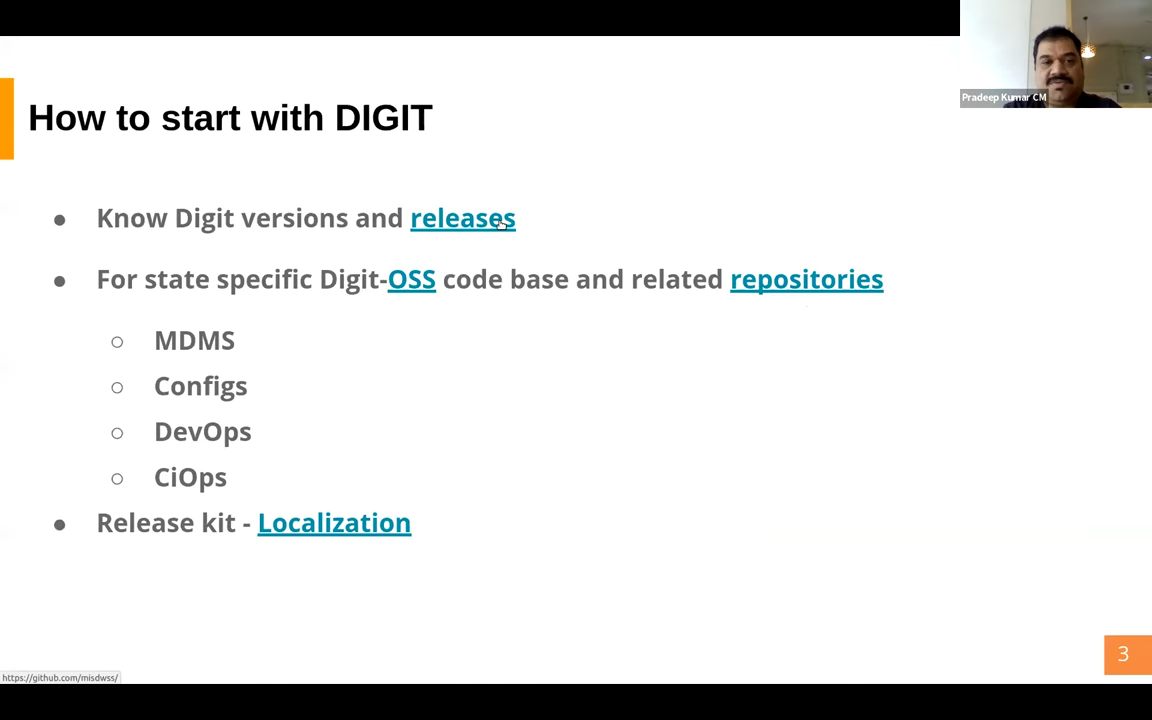 Pradeep Kumar CM
How to start with DIGIT
● Know Digit versions and releases
● For state specific Digit-OSS code base and related repositories
○ MDMS
○ Configs
○ DevOps
○ CiOps
● Release kit - Localization
3
https://github.com/misdwss/